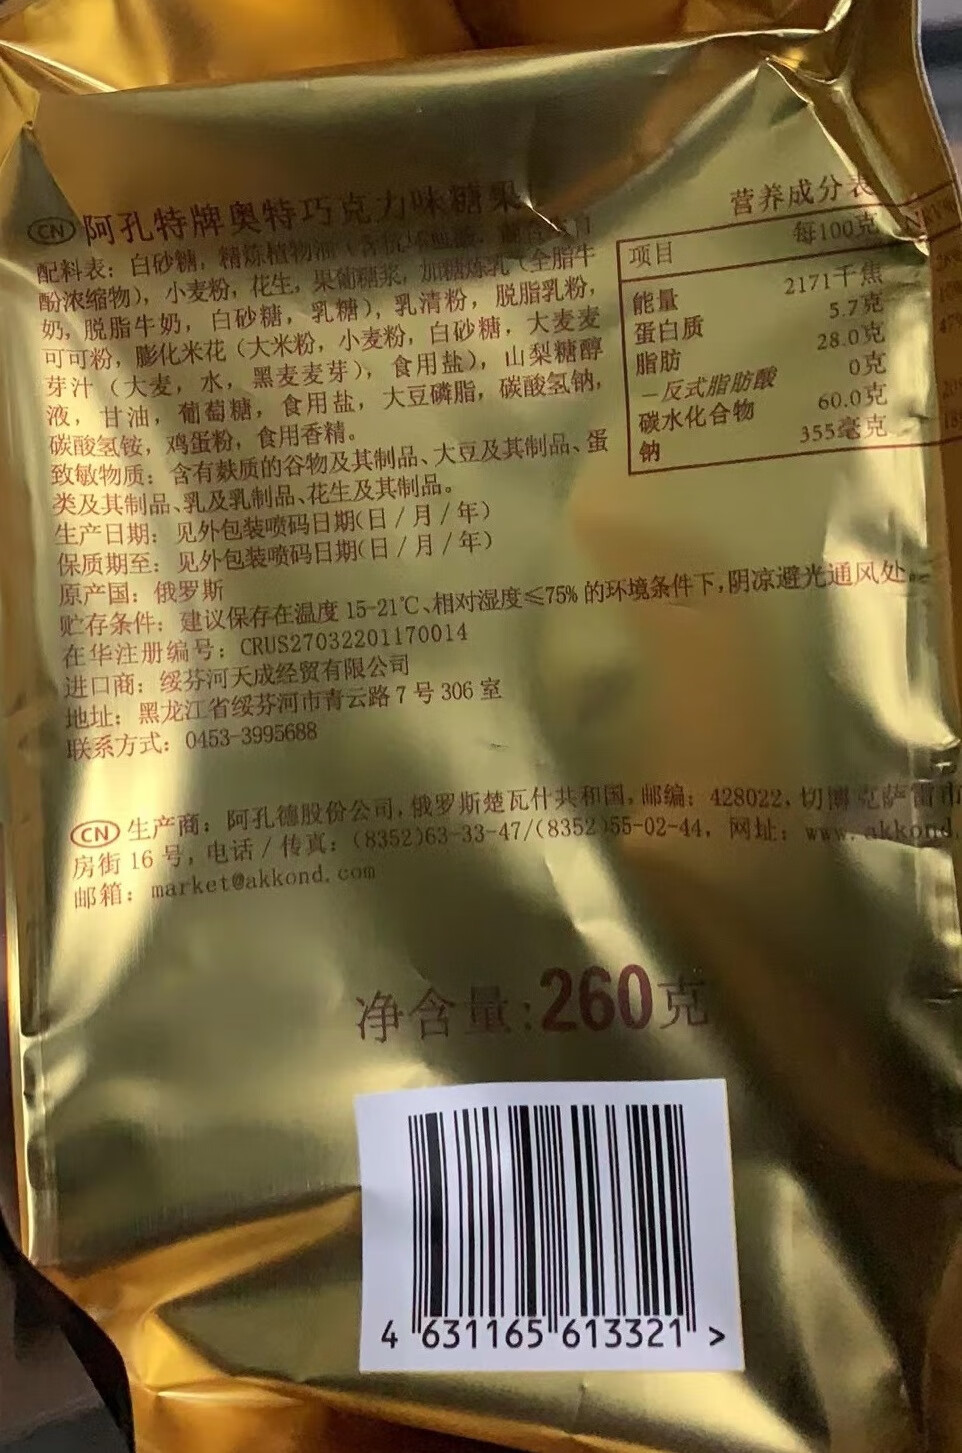 CN 阿孔特牌奥特巧克力味糖果
配料表：白砂糖，精炼植物油（含
酚浓缩物），小麦粉，花生，果葡糖浆，加糖炼乳（全脂牛
奶，脱脂牛奶，白砂糖，乳糖），乳清粉，脱脂乳粉，
可可粉，膨化米花（大米粉，小麦粉，白砂糖，大麦麦
芽汁（大麦，水，黑麦麦芽），食用盐），山梨糖醇
液，甘油，葡萄糖，食用盐，大豆磷脂，碳酸氢钠，
碳酸氢铵，鸡蛋粉，食用香精。
致敏物质：含有麸质的谷物及其制品、大豆及其制品、蛋
类及其制品、乳及乳制品、花生及其制品。
生产日期：见外包装喷码日期(日/月/年)
保质期至：见外包装喷码日期(日/月/年)
原产国：俄罗斯
贮存条件：建议保存在温度 15-21℃、相对湿度≤75% 的环境条件下,阴凉避光通风处。
在华注册编号：CRUS27032201170014
进口商：绥芬河天成经贸有限公司
地址：黑龙江省绥芬河市青云路 7 号 306 室
联系方式：0453-3995688
营养成分表
项目 每100克 NRV%
能量 2171千焦
蛋白质 5.7克
脂肪 28.0克
－反式脂肪酸 0克
碳水化合物 60.0克
钠 355毫克
CN 生产商：阿孔德股份公司,俄罗斯楚瓦什共和国,邮编：428022,切博克萨雷市
房街 16 号,电话/传真：(8352)63-33-47/(8352)55-02-44, 网址：www.akkond.
邮箱：market@akkond.com
净含量:260克
4 631165 613321 >